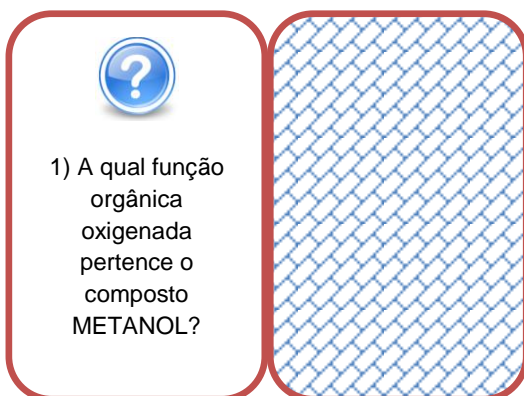 1) A qual função
orgânica
oxigenada
pertence o
composto
METANOL?